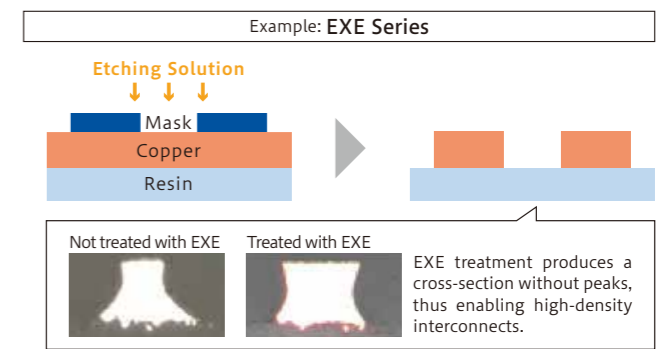 Example: EXE Series
Etching Solution
Mask
Copper
Resin
Not treated with EXE
Treated with EXE
EXE treatment produces a
cross-section without peaks,
thus enabling high-density
interconnects.